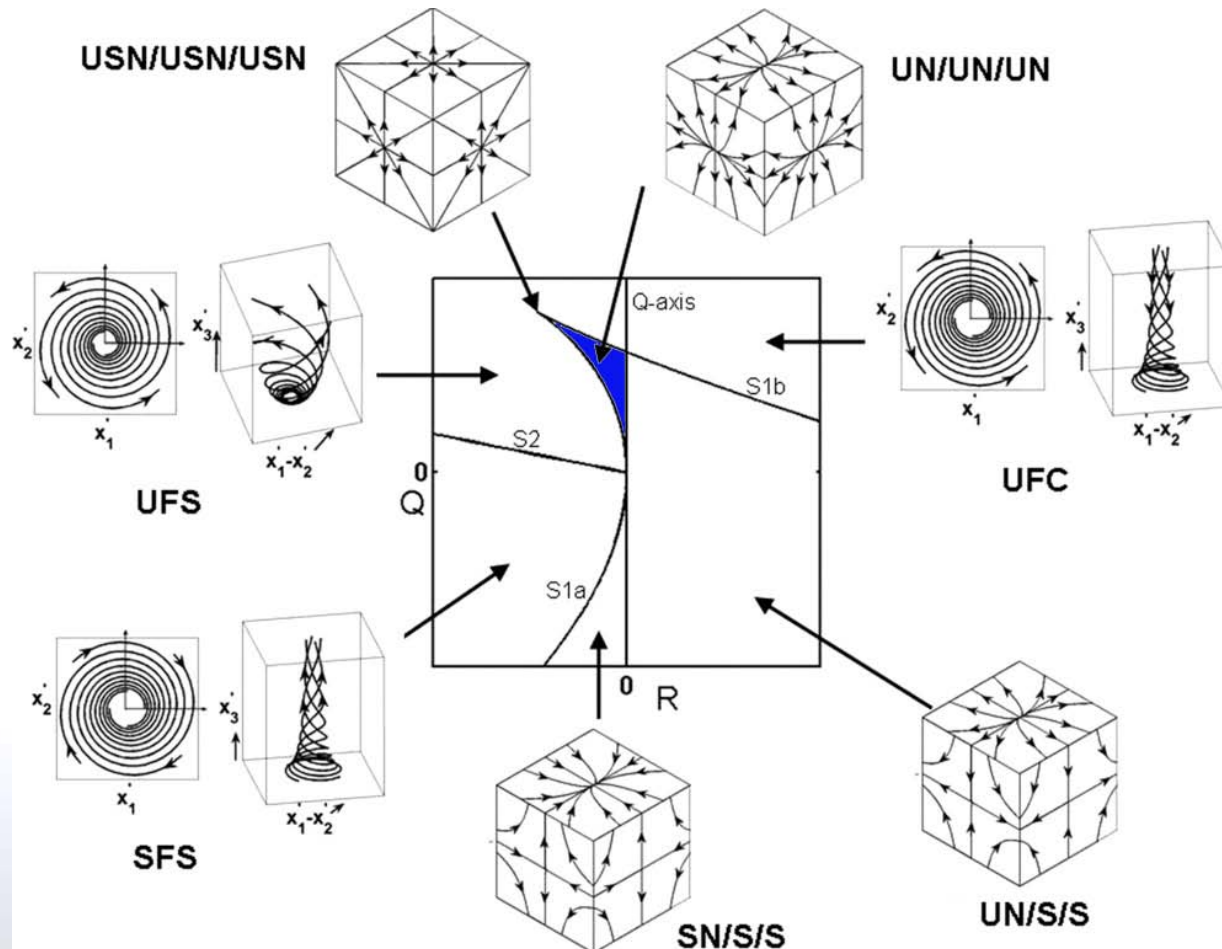 USN/USN/USN
UN/UN/UN
Q-axis
x'2
x'3
x'1
x'1-x'2
UFS
x'2
x'3
x'1
x'1-x'2
UFC
S1b
S2
0
Q
S1a
0
R
x'2
x'3
x'1
x'1-x'2
SFS
SN/S/S
UN/S/S